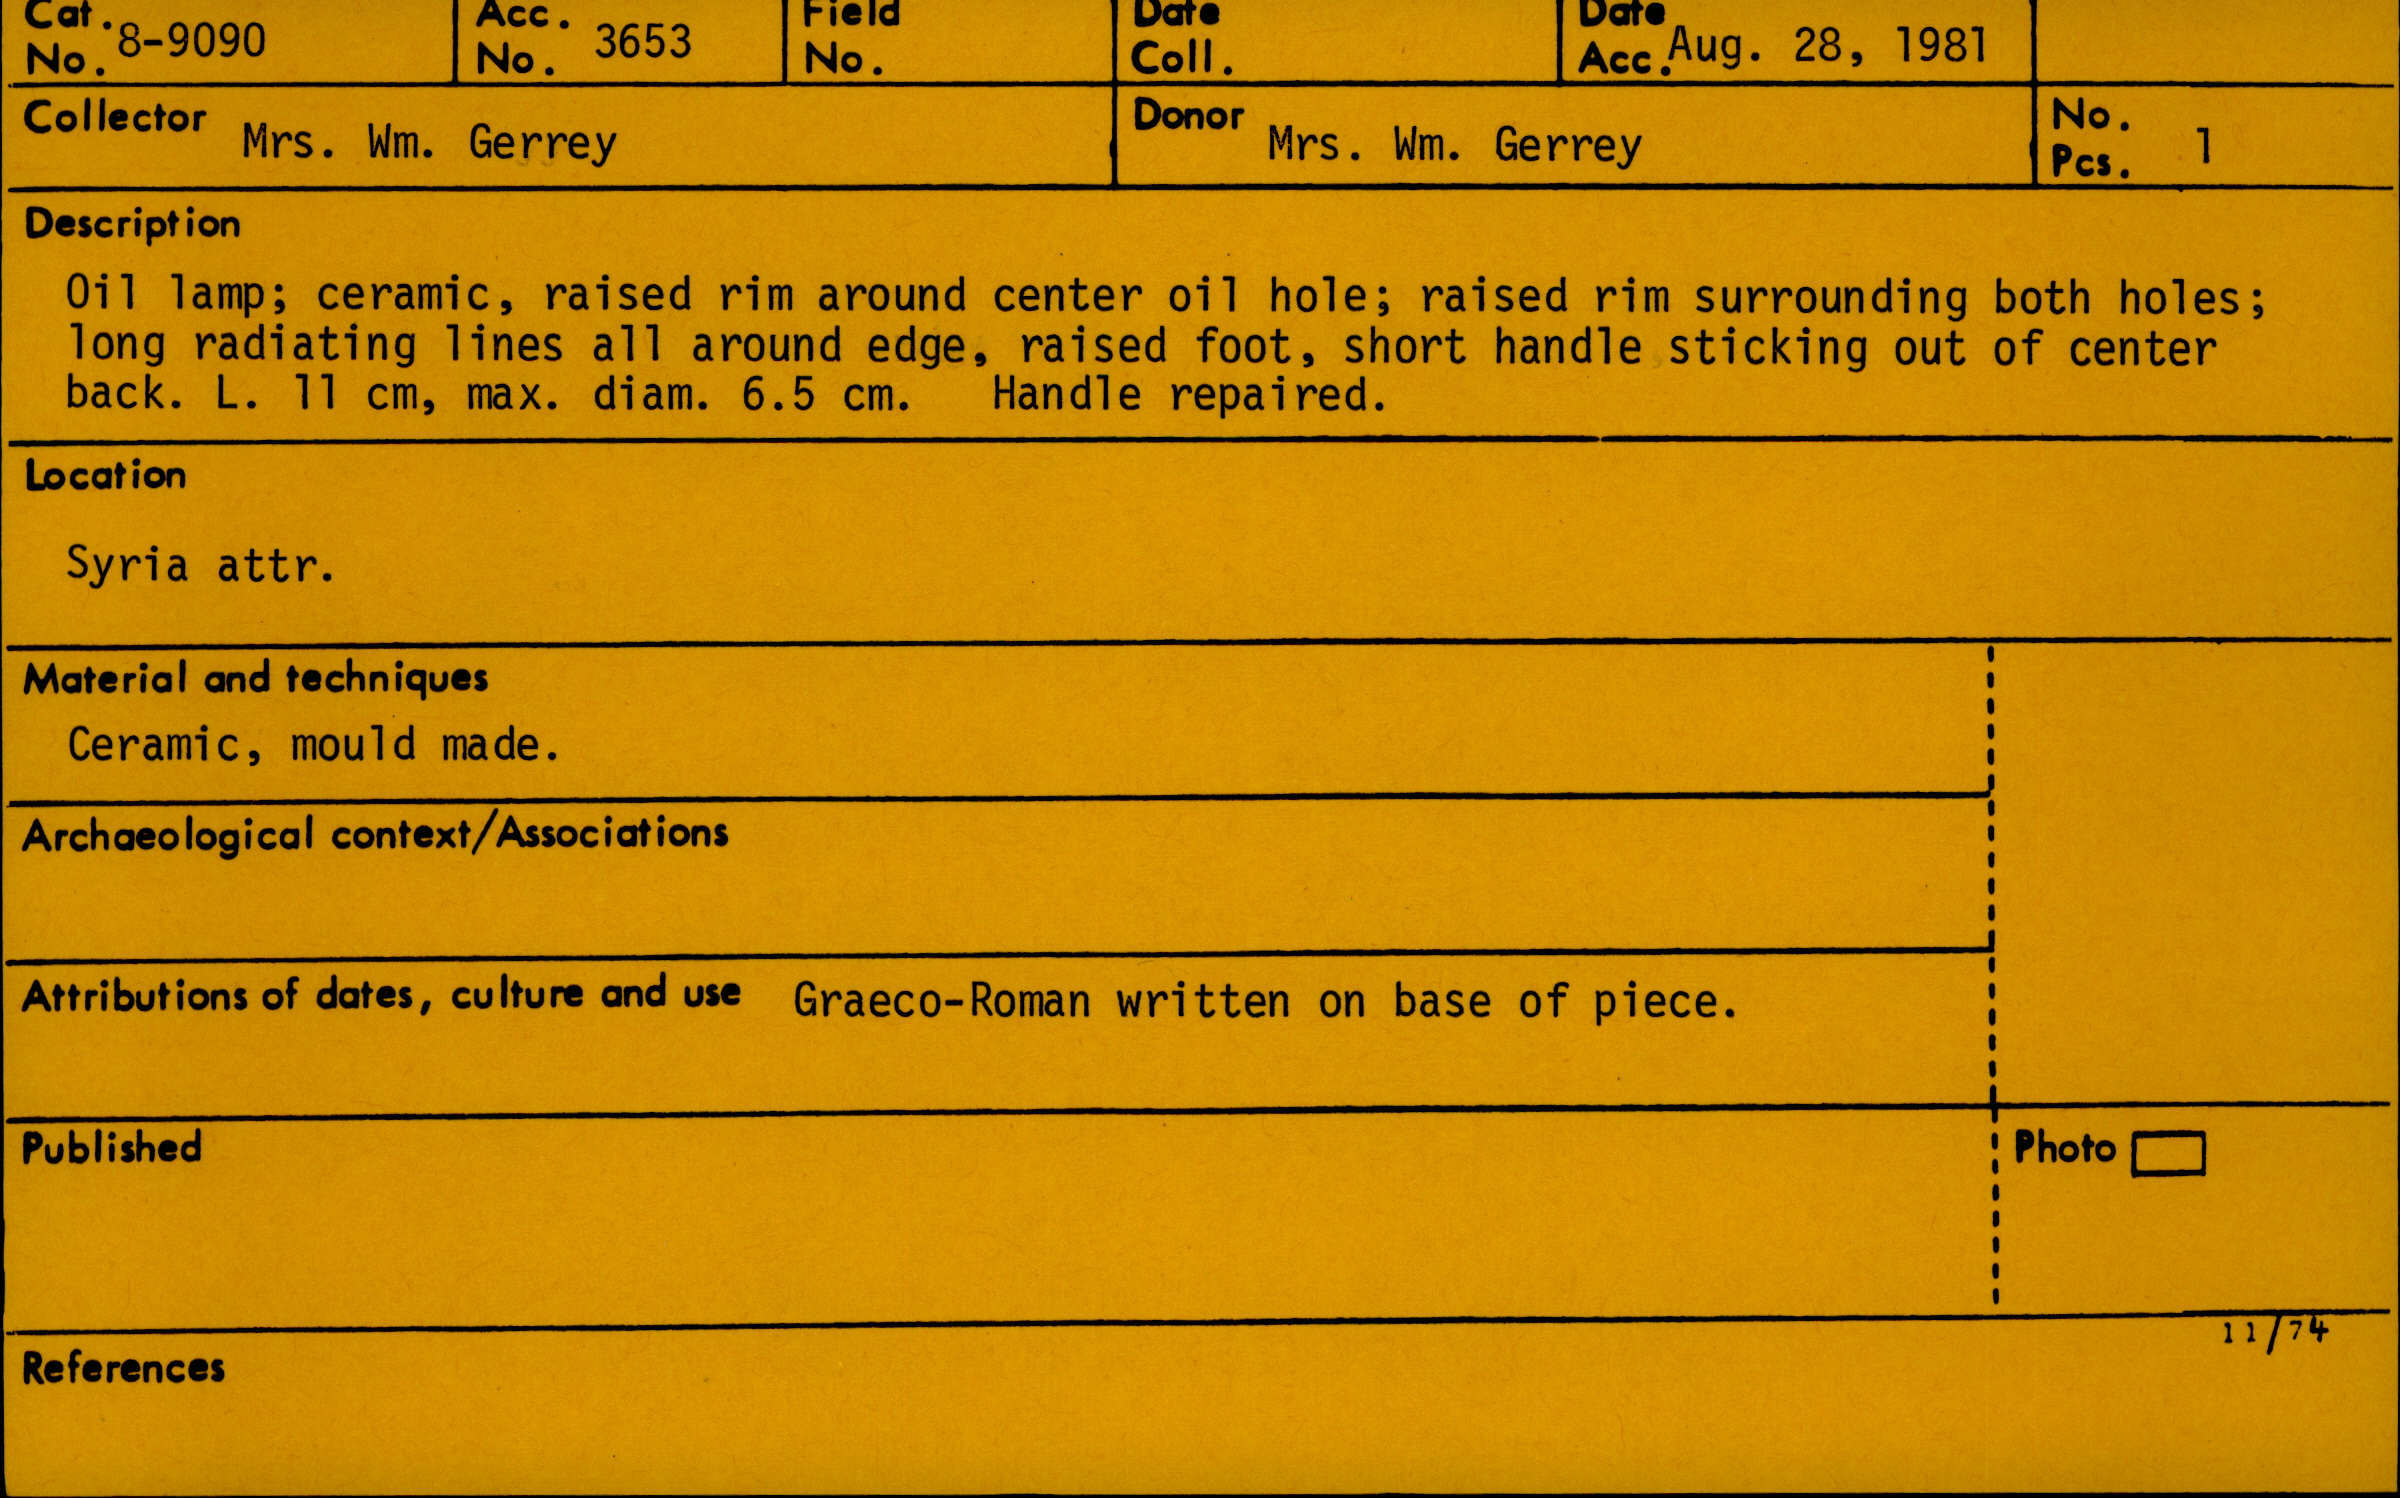 Cat. No. 8-9090
Acc. No. 3653
Field No.
Date Coll.
Date Acc. Aug. 28, 1981
Collector Mrs. Wm. Gerrey
Donor Mrs. Wm. Gerrey
No. Pcs. 1
Description
Oil lamp; ceramic, raised rim around center oil hole; raised rim surrounding both holes;
long radiating lines all around edge, raised foot, short handle sticking out of center
back. L. 11 cm, max. diam. 6.5 cm. Handle repaired.
Location
Syria attr.
Material and techniques
Ceramic, mould made.
Archaeological context/Associations
Attributions of dates, culture and use Graeco-Roman written on base of piece.
Published
Photo
11/74
References